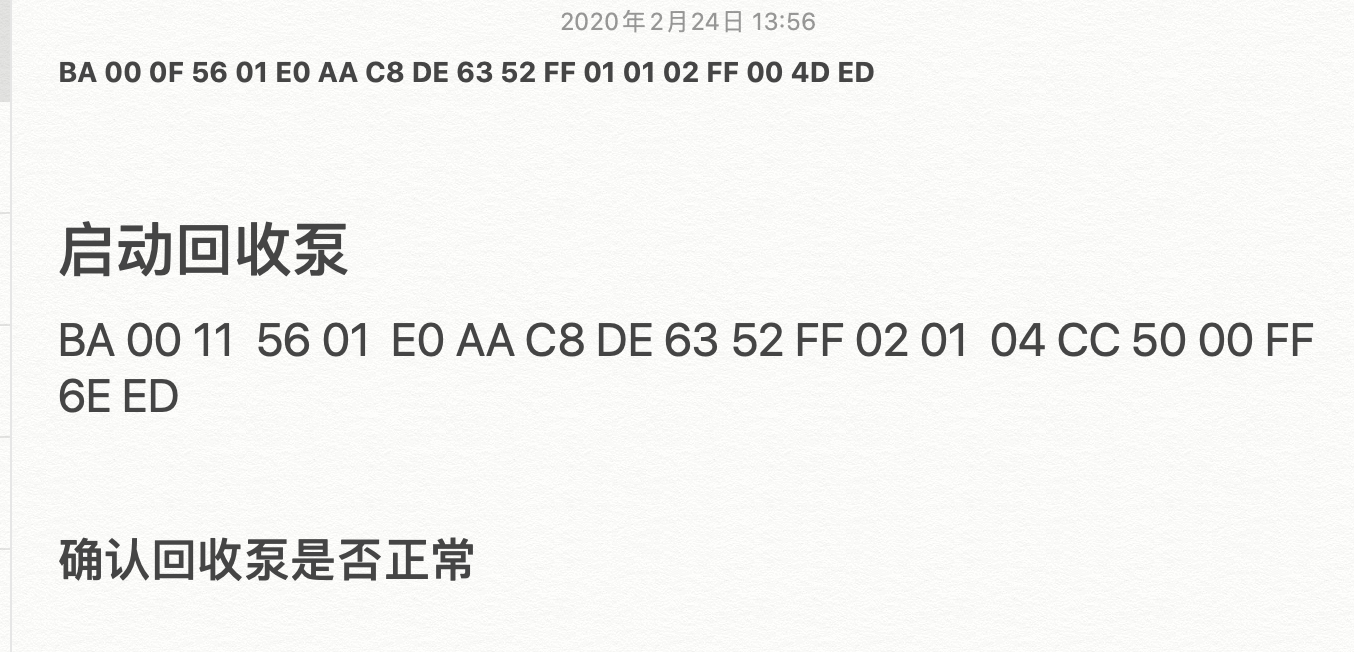 2020年2月24日 13:56
BA 00 0F 56 01 E0 AA C8 DE 63 52 FF 01 01 02 FF 00 4D ED
启动回收泵
BA 00 11  56 01  E0 AA C8 DE 63 52 FF 02 01  04 CC 50 00 FF
6E ED
确认回收泵是否正常